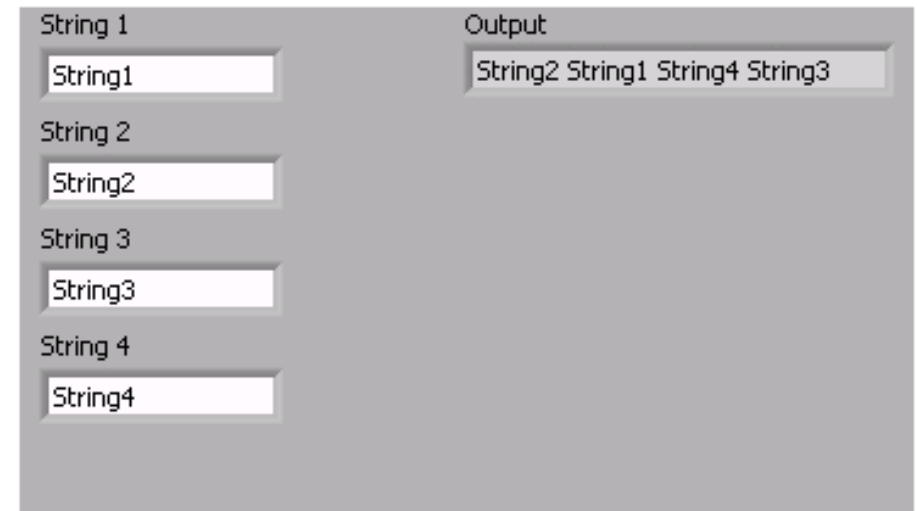 String 1
String1
String 2
String2
String 3
String3
String 4
String4
Output
String2 String1 String4 String3